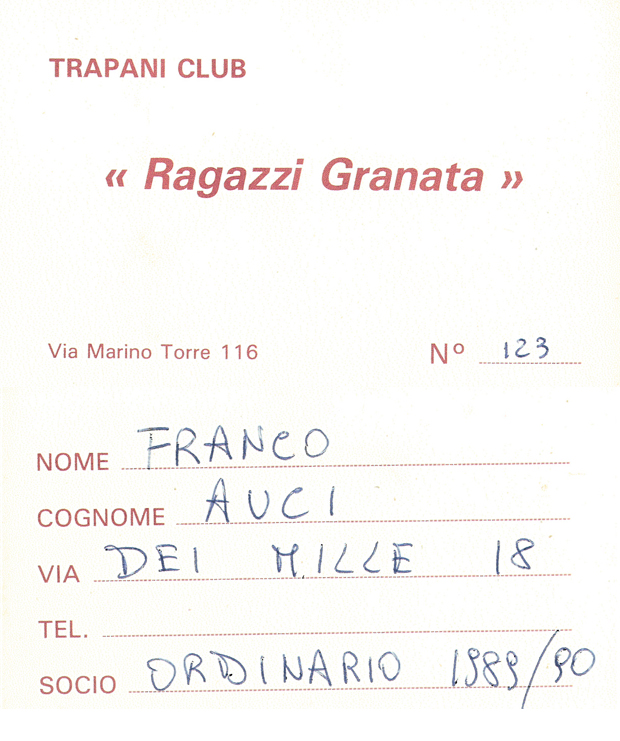 TRAPANI CLUB
« Ragazzi Granata »
Via Marino Torre 116 Nº 123
NOME FRANCO
COGNOME AUCI
VIA DEI MILLE 18
TEL.
SOCIO ORDINARIO 1989/90